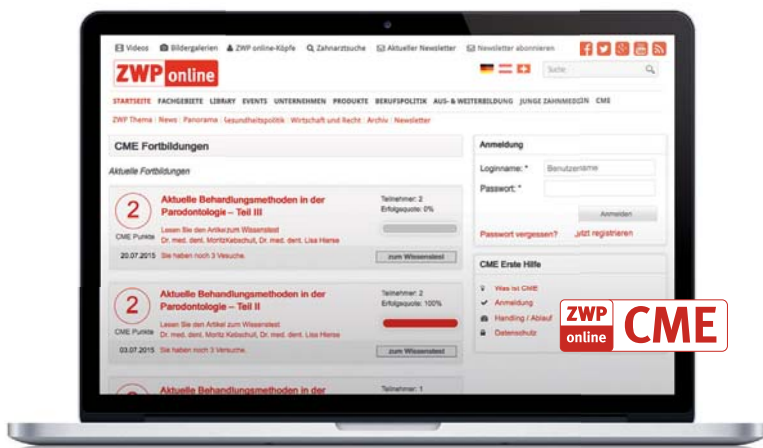 Videos Bildergalerien ZWP online-Köpfe Zahnarztsuche Aktueller Newsletter Newsletter abonnieren
ZWP online
Suche
STARTSEITE FACHGEBIETE LIBRARY EVENTS UNTERNEHMEN PRODUKTE BERUFSPOLITIK AUS- & WEITERBILDUNG JUNGE ZAHNMEDIZIN CME
ZWP Thema News Panorama Gesundheitspolitik Wirtschaft und Recht Archiv Newsletter
CME Fortbildungen
Aktuelle Fortbildungen
2
CME Punkte
Aktuelle Behandlungsmethoden in der
Parodontologie – Teil III
Lesen Sie den Artikel zum Wissenstest
Dr. med. dent. Moritz Kebschull, Dr. med. dent. Lisa Hierse
Teilnehmer: 2
Erfolgsquote: 0%
20.07.2015 Sie haben noch 3 Vesuche.
zum Wissenstest
2
CME Punkte
Aktuelle Behandlungsmethoden in der
Parodontologie – Teil II
Lesen Sie den Artikel zum Wissenstest
Dr. med. dent. Moritz Kebschull, Dr. med. dent. Lisa Hierse
Teilnehmer: 2
Erfolgsquote: 100%
03.07.2015 Sie haben noch 3 Versuche.
zum Wissenstest
2
Aktuelle Behandlungsmethoden in der
Teilnehmer: 1
Anmeldung
Loginname: * Benutzername
Passwort: *
Anmelden
Passwort vergessen? Jetzt registrieren
CME Erste Hilfe
Was ist CME
Anmeldung
Handling / Ablauf
Datenschutz
ZWP
online
CME